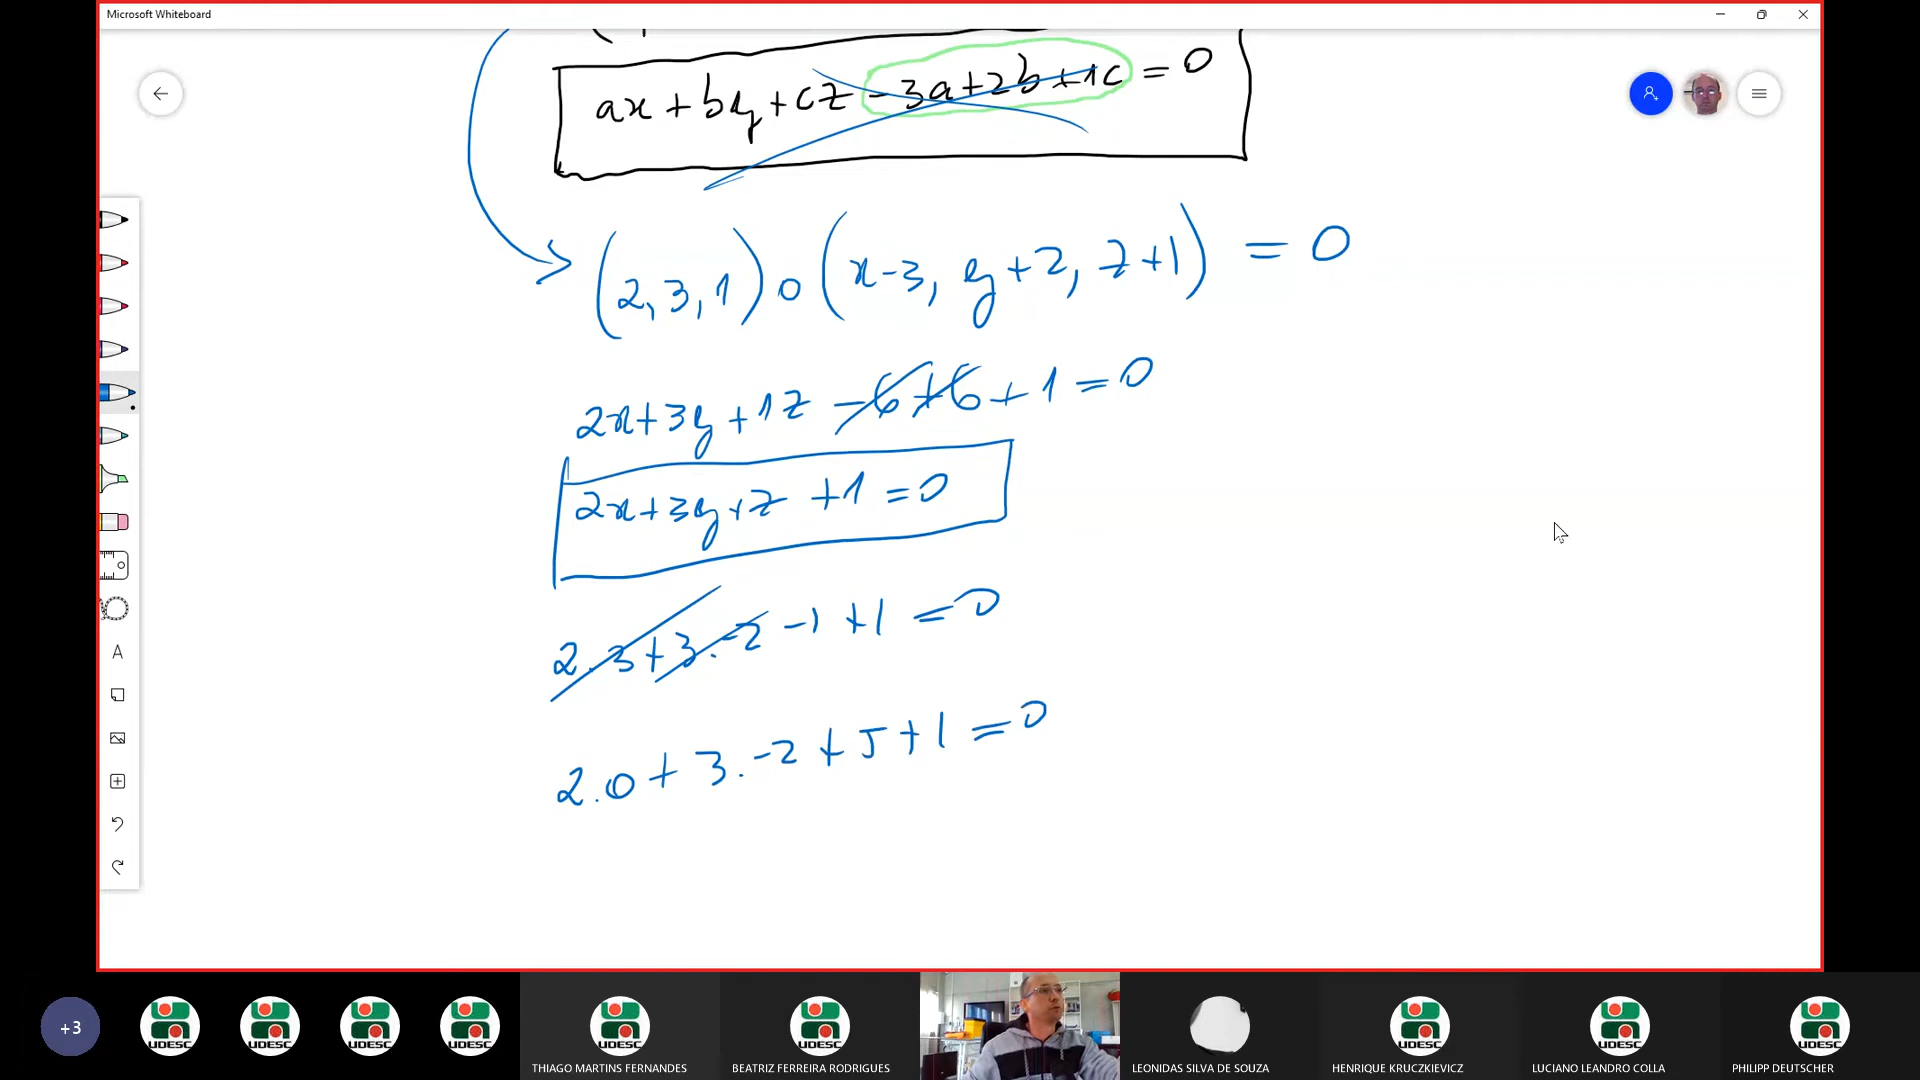 Microsoft Whiteboard
ax + by + cz - 3a + 2b + 1c = 0
(2, 3, 1) o (x-3, y+2, z+1) = 0
2x + 3y + 1z - 6 + 6 + 1 = 0
2x + 3y + z + 1 = 0
2.3 + 3.-2 - 1 + 1 = 0
2.0 + 3.-2 + 5 + 1 = 0
A
+3
UDESC
UDESC
UDESC
UDESC
UDESC
THIAGO MARTINS FERNANDES
UDESC
BEATRIZ FERREIRA RODRIGUES
LEONIDAS SILVA DE SOUZA
UDESC
HENRIQUE KRUCZKIEVICZ
UDESC
LUCIANO LEANDRO COLLA
UDESC
PHILIPP DEUTSCHER